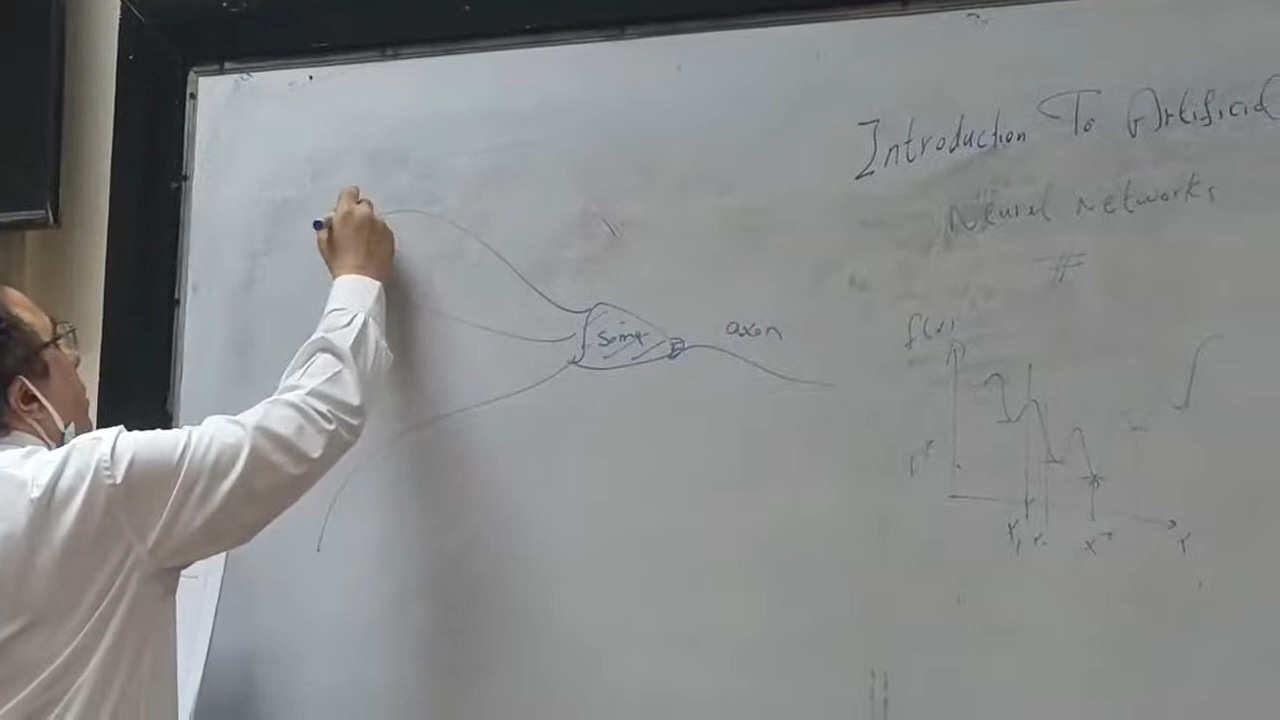 Introduction To Artificial
Neural Networks
Soma
axon
f(x)
x*